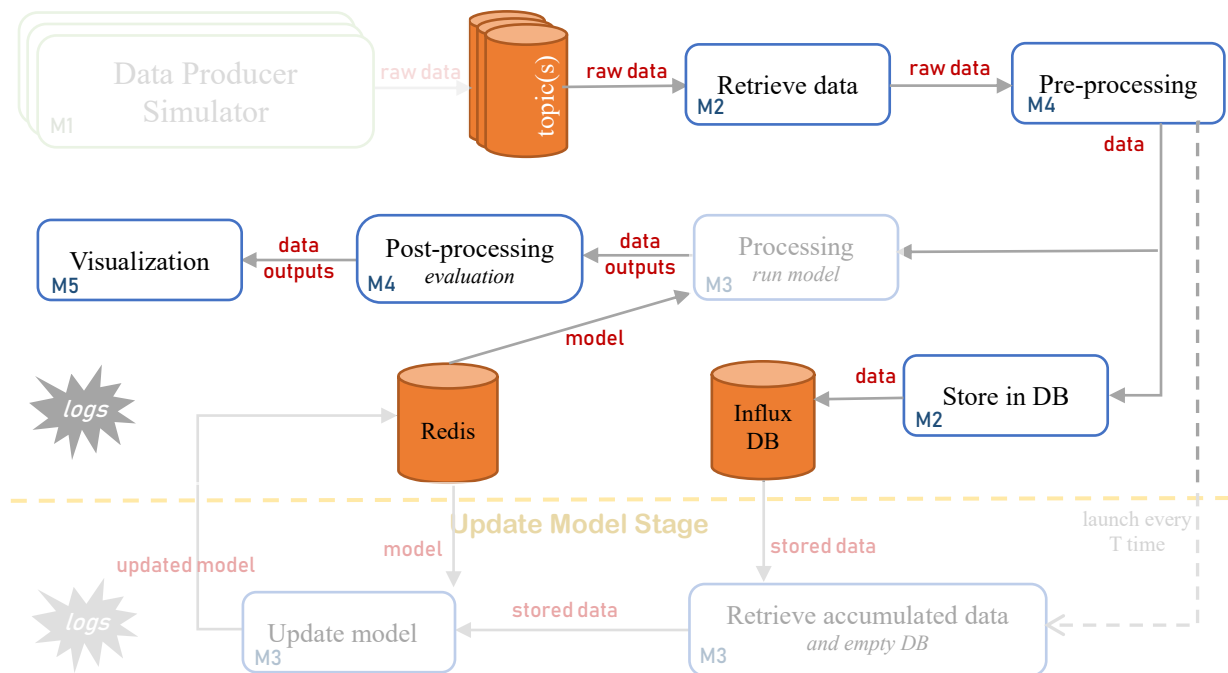 Data Producer
Simulator
M1
raw data
topic(s)
raw data
Retrieve data
M2
raw data
Pre-processing
M4
data
Visualization
M5
data
outputs
Post-processing
evaluation
M4
data
outputs
Processing
run model
M3
model
logs
Redis
Influx
DB
data
Store in DB
M2
Update Model Stage
launch every
T time
updated model
model
stored data
logs
Update model
M3
stored data
Retrieve accumulated data
and empty DB
M3